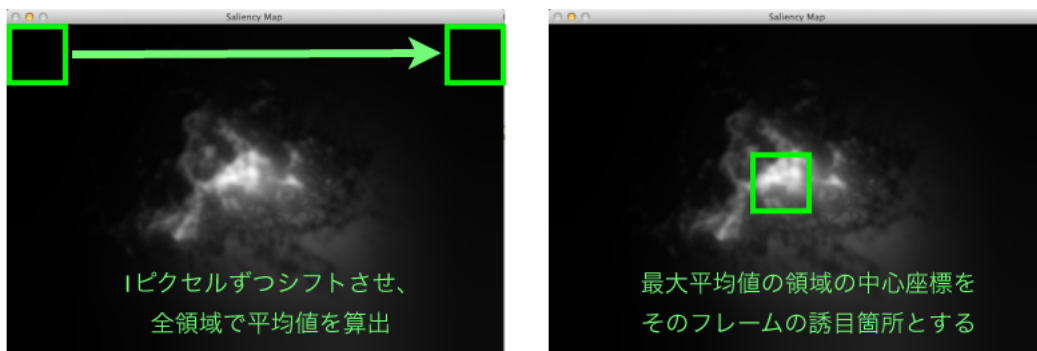 Saliency Map
1ピクセルずつシフトさせ、
全領域で平均値を算出
Saliency Map
最大平均値の領域の中心座標を
そのフレームの誘目箇所とする